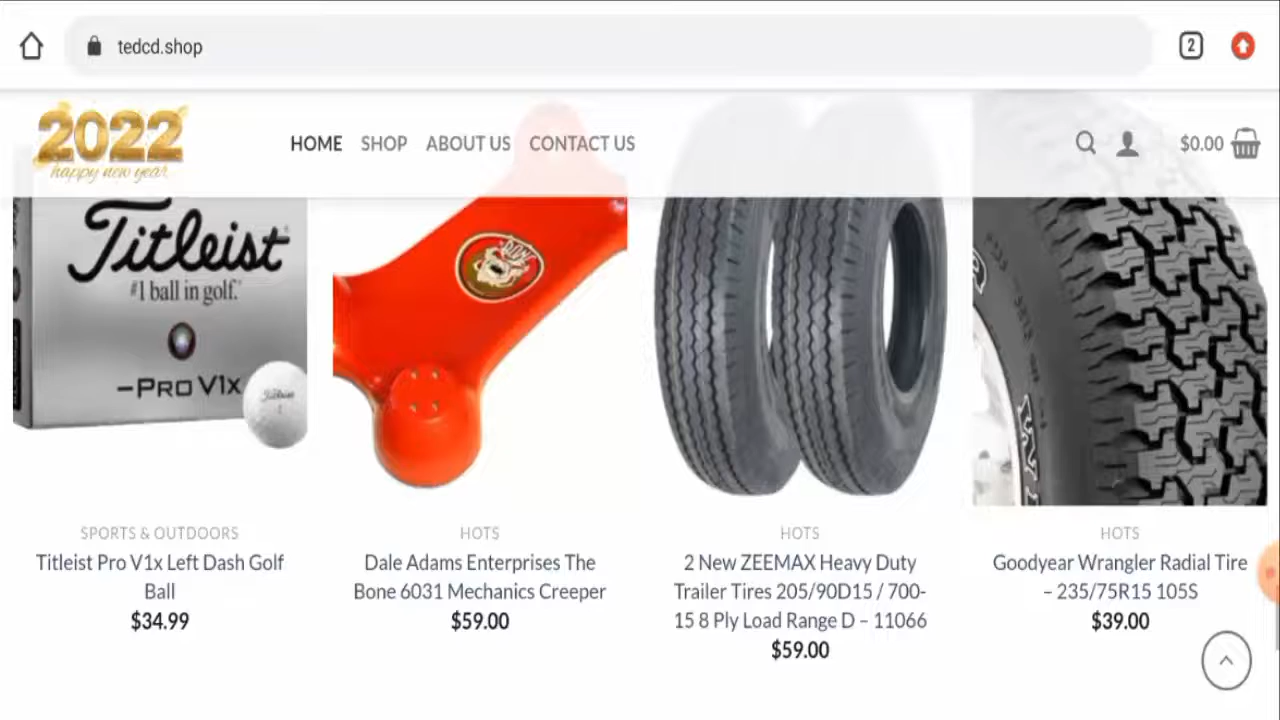 tedcd.shop
2
2022
happy new year
HOME SHOP ABOUT US CONTACT US
$0.00
Titleist
#1 ball in golf.
-PRO V1x
Titleist
SPORTS & OUTDOORS
Titleist Pro V1x Left Dash Golf
Ball
$34.99
HOTS
Dale Adams Enterprises The
Bone 6031 Mechanics Creeper
$59.00
HOTS
2 New ZEEMAX Heavy Duty
Trailer Tires 205/90D15 / 700-
15 8 Ply Load Range D – 11066
$59.00
HOTS
Goodyear Wrangler Radial Tire
– 235/75R15 105S
$39.00